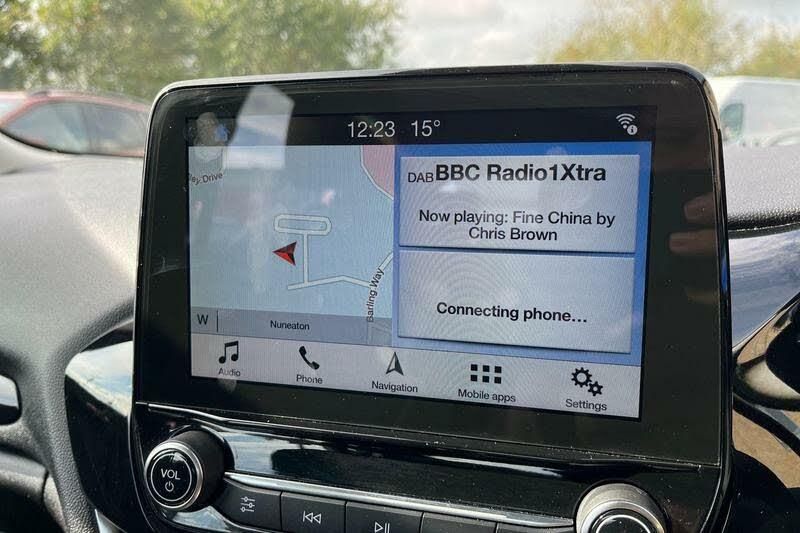 12:23 15°
ey Drive
DAB BBC Radio1Xtra
Now playing: Fine China by
Chris Brown
Barling Way
Connecting phone...
W Nuneaton
Audio Phone Navigation Mobile apps Settings
VOL